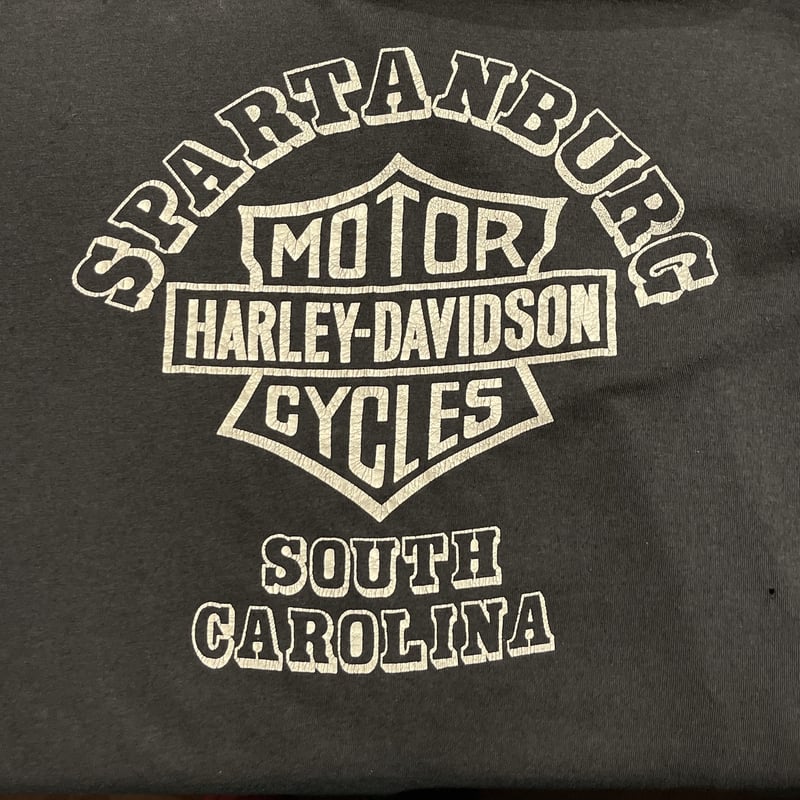 SPARTANBURG
MOTOR
HARLEY-DAVIDSON
CYCLES
SOUTH
CAROLINA